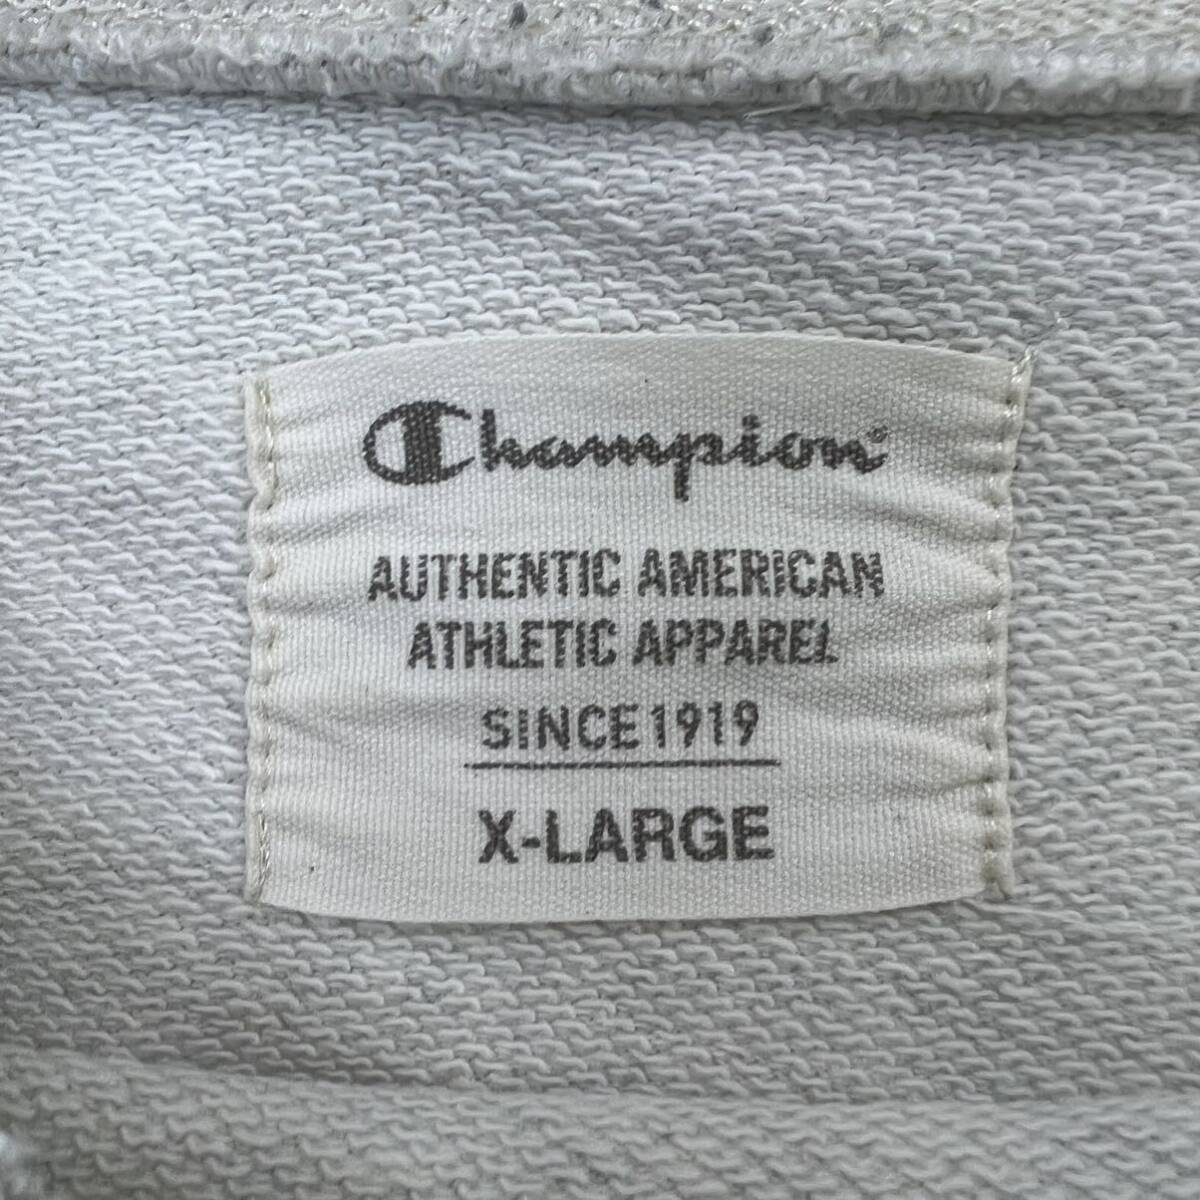 Champion®
AUTHENTIC AMERICAN
ATHLETIC APPAREL
SINCE 1919
X-LARGE